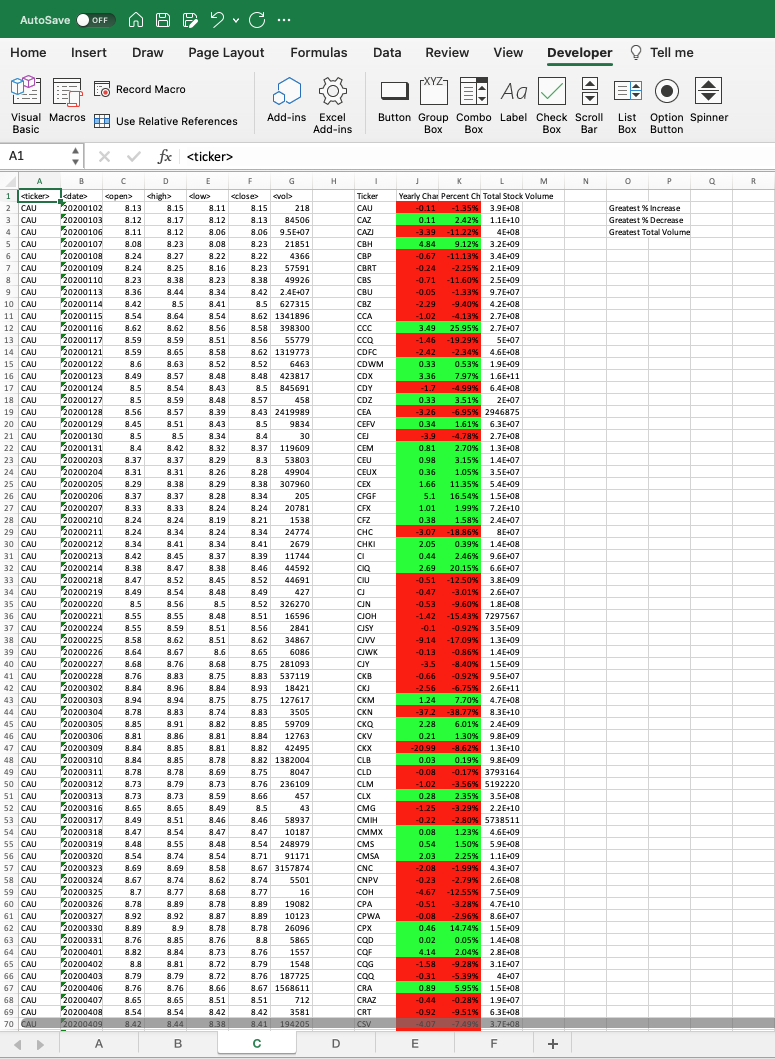 AutoSave OFF ...
Home Insert Draw Page Layout Formulas Data Review View Developer Tell me
Visual Basic Macros Record Macro Use Relative References Add-ins Excel Add-ins Button Group Box Combo Box Label Check Box Scroll Bar List Box Option Button Spinner
A1 fx <ticker>
A B C D E F G H I J K L M N O P Q R
1 <ticker> <date> <open> <high> <low> <close> <vol> Ticker Yearly Cha Percent Ch Total Stock Volume
2 CAU 20200102 8.13 8.15 8.11 8.15 218 CAU -0.11 -1.35% 3.9E+08 Greatest % Increase
3 CAU 20200103 8.12 8.17 8.12 8.13 84506 CAZ 0.11 2.42% 1.1E+10 Greatest % Decrease
4 CAU 20200106 8.11 8.12 8.06 8.06 9.5E+07 CAZJ -3.39 -11.22% 4E+08 Greatest Total Volume
5 CAU 20200107 8.08 8.23 8.08 8.23 21851 CBH 4.84 9.12% 3.2E+09
6 CAU 20200108 8.24 8.27 8.22 8.22 4366 CBP -0.67 -11.13% 3.4E+09
7 CAU 20200109 8.24 8.25 8.16 8.23 57591 CBRT -0.24 -2.25% 2.1E+09
8 CAU 20200110 8.23 8.38 8.23 8.38 49926 CBS -0.71 -11.60% 2.5E+09
9 CAU 20200113 8.36 8.44 8.34 8.42 2.4E+07 CBU -0.05 -1.33% 9.7E+07
10 CAU 20200114 8.42 8.5 8.41 8.5 627315 CBZ -2.29 -9.40% 4.2E+08
11 CAU 20200115 8.54 8.64 8.54 8.62 1341896 CCA -1.02 -4.13% 2.7E+08
12 CAU 20200116 8.62 8.62 8.56 8.58 398300 CCC 3.49 25.95% 2.7E+07
13 CAU 20200117 8.59 8.59 8.51 8.56 55779 CCQ -1.46 -19.29% 5E+07
14 CAU 20200121 8.59 8.65 8.58 8.62 1319773 CDFC -2.42 -2.34% 4.6E+08
15 CAU 20200122 8.6 8.63 8.52 8.52 6463 CDWM 0.33 0.53% 1.9E+09
16 CAU 20200123 8.49 8.57 8.48 8.48 423817 CDX 3.36 7.97% 1.6E+11
17 CAU 20200124 8.5 8.54 8.43 8.5 845691 CDY -1.7 -4.99% 6.4E+08
18 CAU 20200127 8.5 8.59 8.48 8.57 458 CDZ 0.33 3.51% 2E+07
19 CAU 20200128 8.56 8.57 8.39 8.43 2419989 CEA -3.26 -6.95% 2946875
20 CAU 20200129 8.45 8.51 8.43 8.5 9834 CEFV 0.34 1.61% 6.3E+07
21 CAU 20200130 8.5 8.5 8.34 8.4 30 CEJ -3.9 -4.78% 2.7E+08
22 CAU 20200131 8.4 8.42 8.32 8.37 119609 CEM 0.81 2.70% 1.3E+08
23 CAU 20200203 8.37 8.37 8.29 8.3 53803 CEU 0.98 3.15% 1.4E+07
24 CAU 20200204 8.31 8.31 8.26 8.28 49904 CEUX 0.36 1.05% 3.5E+07
25 CAU 20200205 8.29 8.38 8.29 8.38 307960 CEX 1.66 11.35% 5.4E+09
26 CAU 20200206 8.37 8.37 8.28 8.34 205 CFGF 5.1 16.54% 1.5E+08
27 CAU 20200207 8.33 8.33 8.24 8.24 20781 CFX 1.01 1.99% 7.2E+10
28 CAU 20200210 8.24 8.24 8.19 8.21 1538 CFZ 0.38 1.58% 2.4E+07
29 CAU 20200211 8.24 8.34 8.24 8.34 24774 CHC -3.07 -18.86% 8E+07
30 CAU 20200212 8.34 8.41 8.34 8.41 2679 CHKI 2.05 0.39% 1.4E+08
31 CAU 20200213 8.42 8.45 8.37 8.39 11744 CI 0.44 2.46% 9.6E+07
32 CAU 20200214 8.38 8.47 8.38 8.46 44592 CIQ 2.69 20.15% 6.6E+07
33 CAU 20200218 8.47 8.52 8.45 8.52 44691 CIU -0.51 -12.50% 3.8E+09
34 CAU 20200219 8.49 8.54 8.48 8.49 427 CJ -0.47 -3.01% 2.6E+07
35 CAU 20200220 8.5 8.56 8.5 8.52 326270 CJN -0.53 -9.60% 1.8E+08
36 CAU 20200221 8.55 8.55 8.48 8.51 16596 CJOH -1.42 -15.43% 7297567
37 CAU 20200224 8.55 8.59 8.51 8.56 2841 CJSY -0.1 -0.92% 3.5E+09
38 CAU 20200225 8.58 8.62 8.51 8.62 34867 CJVV -9.14 -17.09% 1.3E+09
39 CAU 20200226 8.64 8.67 8.6 8.65 6086 CJWK -0.13 -0.86% 1.4E+09
40 CAU 20200227 8.68 8.76 8.68 8.75 281093 CJY -3.5 -8.40% 1.5E+09
41 CAU 20200228 8.76 8.83 8.75 8.83 537119 CKB -0.66 -0.92% 9.5E+07
42 CAU 20200302 8.84 8.96 8.84 8.93 18421 CKJ -2.56 -6.75% 2.6E+11
43 CAU 20200303 8.94 8.94 8.75 8.75 127617 CKM 1.24 7.70% 4.7E+08
44 CAU 20200304 8.78 8.83 8.74 8.83 3505 CKN -37.2 -38.77% 8.3E+10
45 CAU 20200305 8.85 8.91 8.82 8.85 59709 CKQ 2.28 6.01% 2.4E+09
46 CAU 20200306 8.81 8.86 8.81 8.84 12763 CKV 0.21 1.30% 9.8E+09
47 CAU 20200309 8.84 8.85 8.81 8.82 42495 CKX -20.99 -8.62% 1.3E+10
48 CAU 20200310 8.84 8.85 8.78 8.82 1382004 CLB 0.03 0.19% 9.8E+09
49 CAU 20200311 8.78 8.78 8.69 8.75 8047 CLD -0.08 -0.17% 3793164
50 CAU 20200312 8.73 8.79 8.73 8.76 236109 CLM -1.02 -3.56% 5192220
51 CAU 20200313 8.73 8.73 8.59 8.66 457 CLX 0.28 2.35% 3.5E+08
52 CAU 20200316 8.65 8.65 8.49 8.5 43 CMG -1.25 -3.29% 2.2E+10
53 CAU 20200317 8.49 8.51 8.46 8.46 58937 CMIH -0.22 -2.80% 5738511
54 CAU 20200318 8.47 8.54 8.47 8.47 10187 CMMX 0.08 1.23% 4.6E+09
55 CAU 20200319 8.48 8.55 8.48 8.54 248979 CMS 0.54 1.50% 5.9E+08
56 CAU 20200320 8.54 8.74 8.54 8.71 91171 CMSA 2.03 2.25% 1.1E+09
57 CAU 20200323 8.69 8.69 8.58 8.67 3157874 CNC -2.08 -1.99% 4.3E+07
58 CAU 20200324 8.67 8.74 8.62 8.74 5501 CNPV -0.23 -2.79% 2.6E+08
59 CAU 20200325 8.7 8.77 8.68 8.77 16 COH -4.67 -12.55% 7.5E+09
60 CAU 20200326 8.78 8.89 8.78 8.89 19082 CPA -0.51 -3.28% 4.7E+10
61 CAU 20200327 8.92 8.92 8.87 8.89 10123 CPWA -0.08 -2.96% 8.6E+07
62 CAU 20200330 8.89 8.9 8.78 8.78 26096 CPX 0.46 14.74% 1.5E+09
63 CAU 20200331 8.76 8.85 8.76 8.8 5865 CQD 0.02 0.05% 1.4E+08
64 CAU 20200401 8.82 8.84 8.73 8.76 1557 CQF 4.14 2.04% 2.8E+08
65 CAU 20200402 8.8 8.81 8.72 8.79 1548 CQG -1.58 -9.28% 3.1E+07
66 CAU 20200403 8.79 8.79 8.72 8.76 187725 CQQ -0.31 -5.39% 4E+07
67 CAU 20200406 8.76 8.76 8.66 8.67 1568611 CRA 0.89 5.95% 1.5E+08
68 CAU 20200407 8.65 8.65 8.51 8.51 712 CRAZ -0.44 -0.28% 1.9E+07
69 CAU 20200408 8.54 8.54 8.42 8.42 3581 CRT -0.92 -9.51% 6.3E+08
70 CAU 20200409 8.42 8.44 8.38 8.41 194205 CSV -4.07 -7.49% 3.7E+08
A B C D E F +